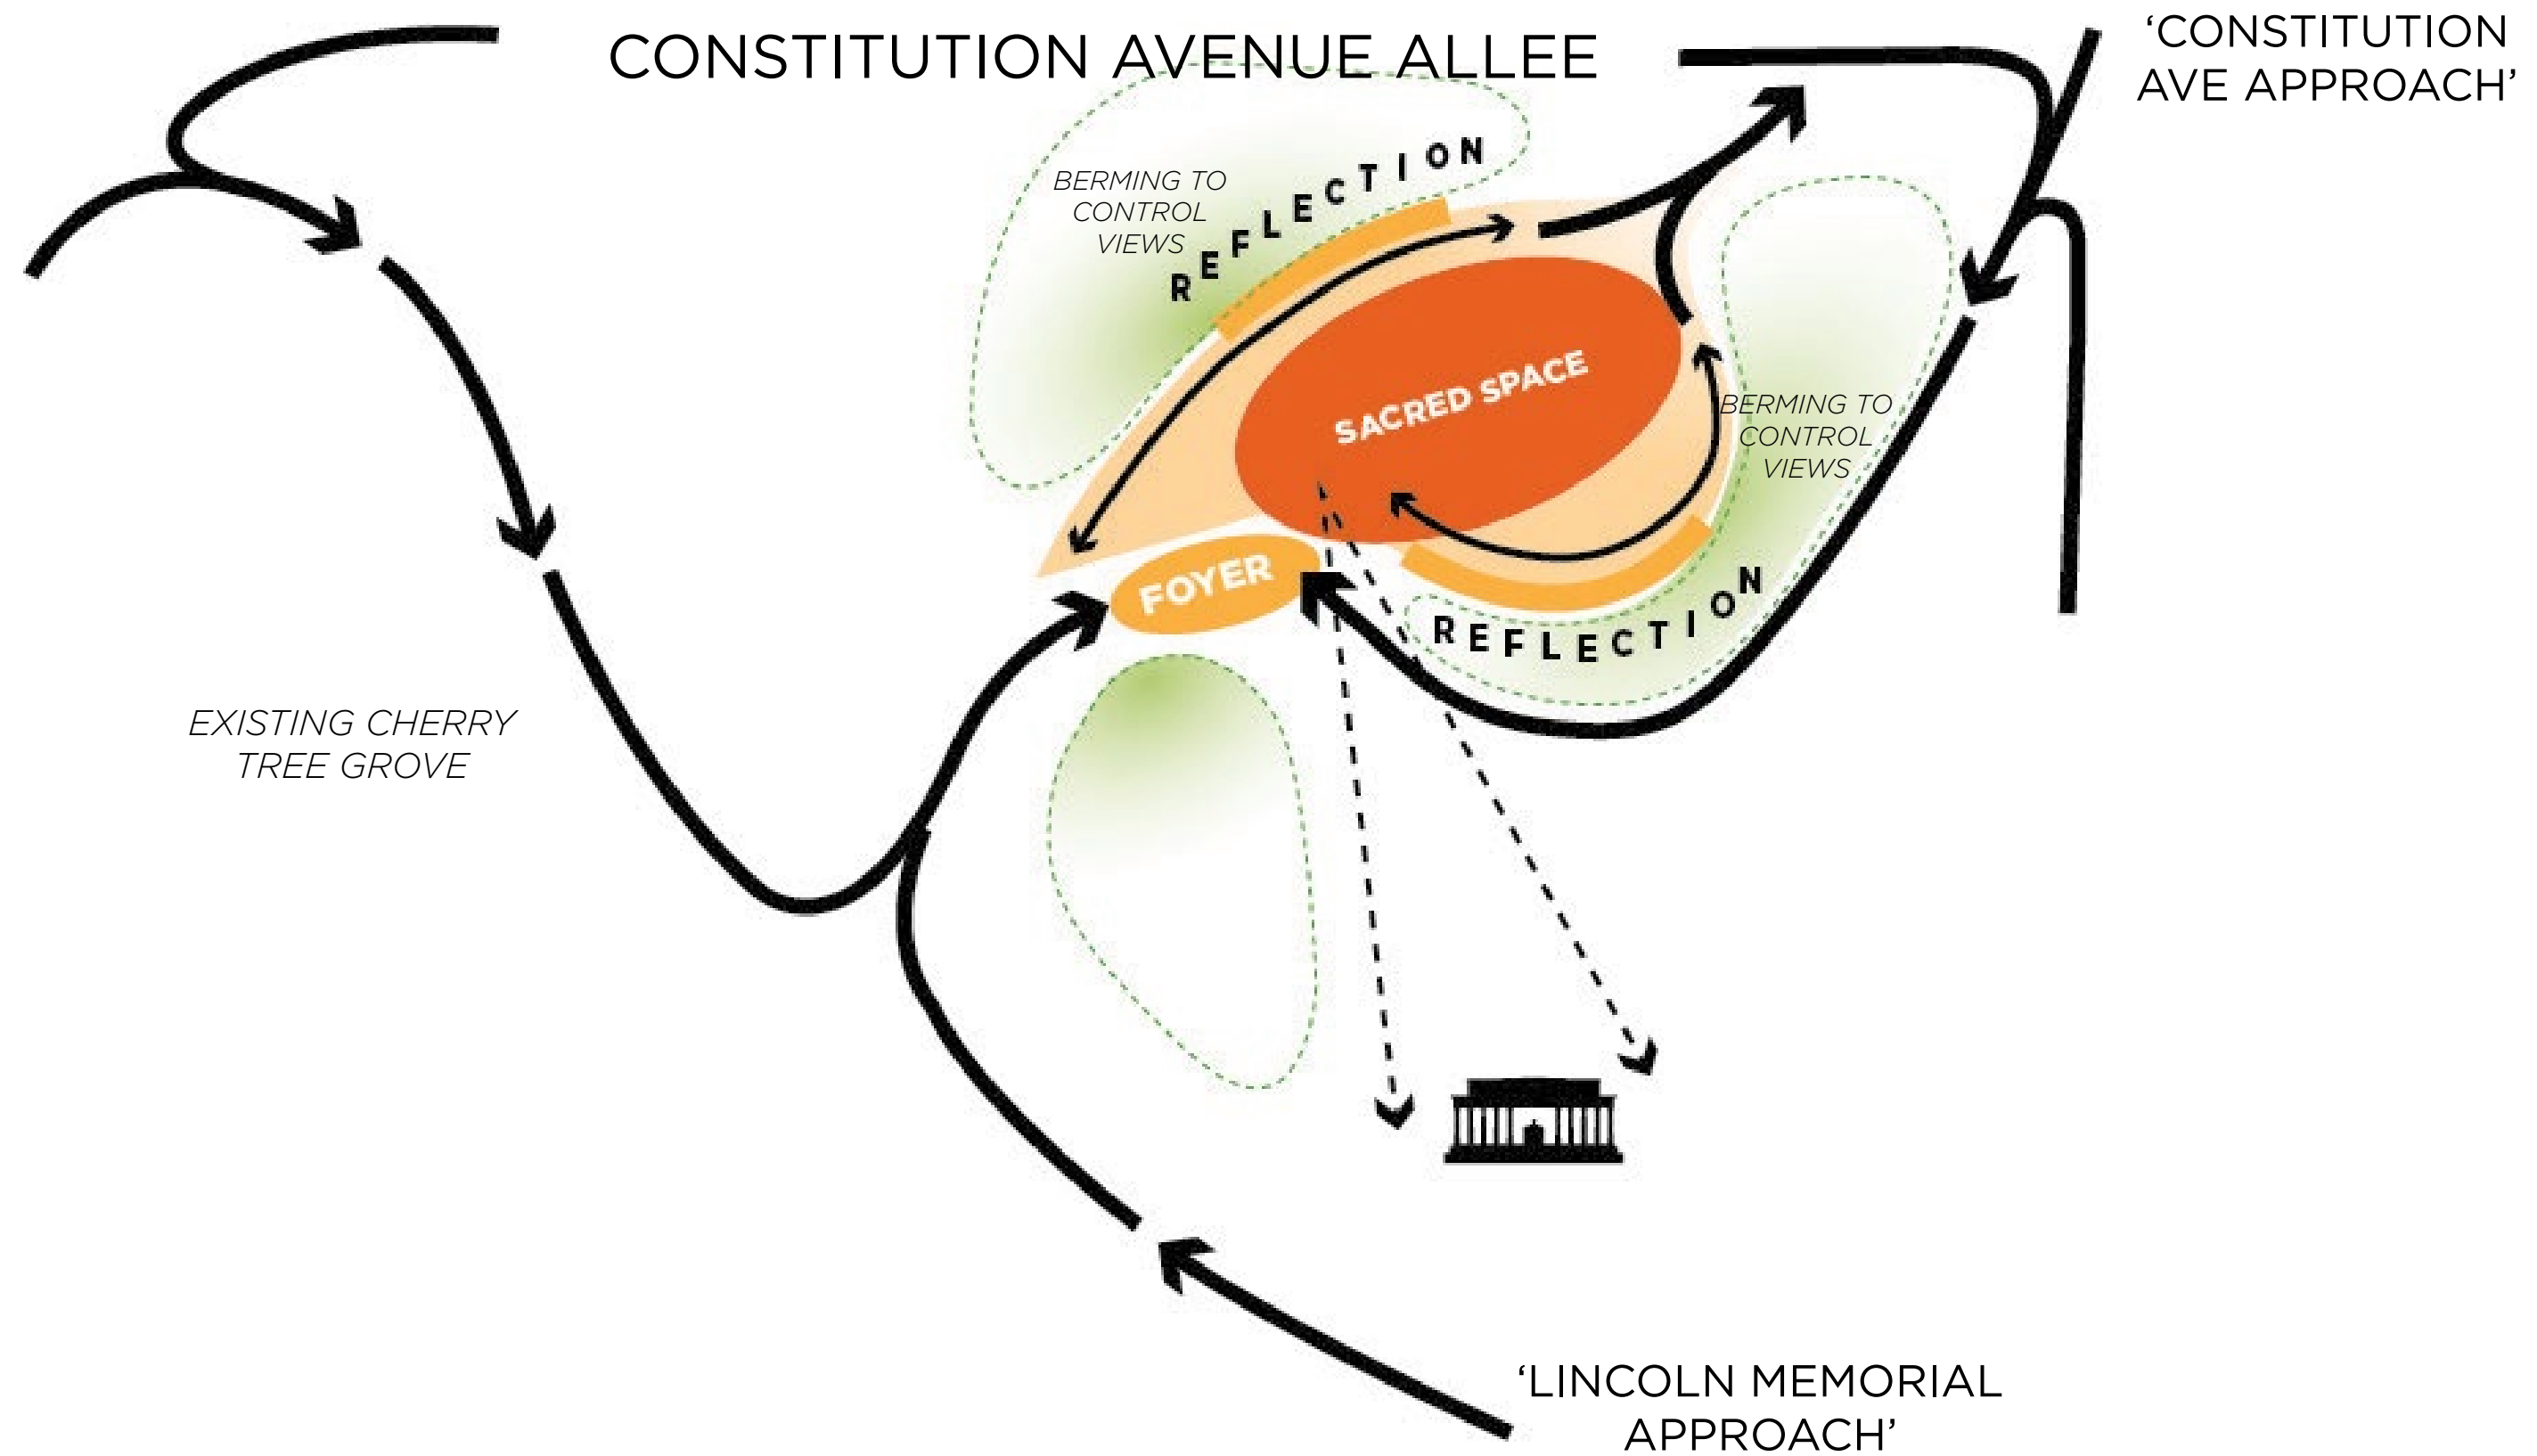 CONSTITUTION AVENUE ALLEE
‘CONSTITUTION
AVE APPROACH’
BERMING TO
CONTROL
VIEWS
REFLECTION
SACRED SPACE
BERMING TO
CONTROL
VIEWS
FOYER
REFLECTION
EXISTING CHERRY
TREE GROVE
‘LINCOLN MEMORIAL
APPROACH’